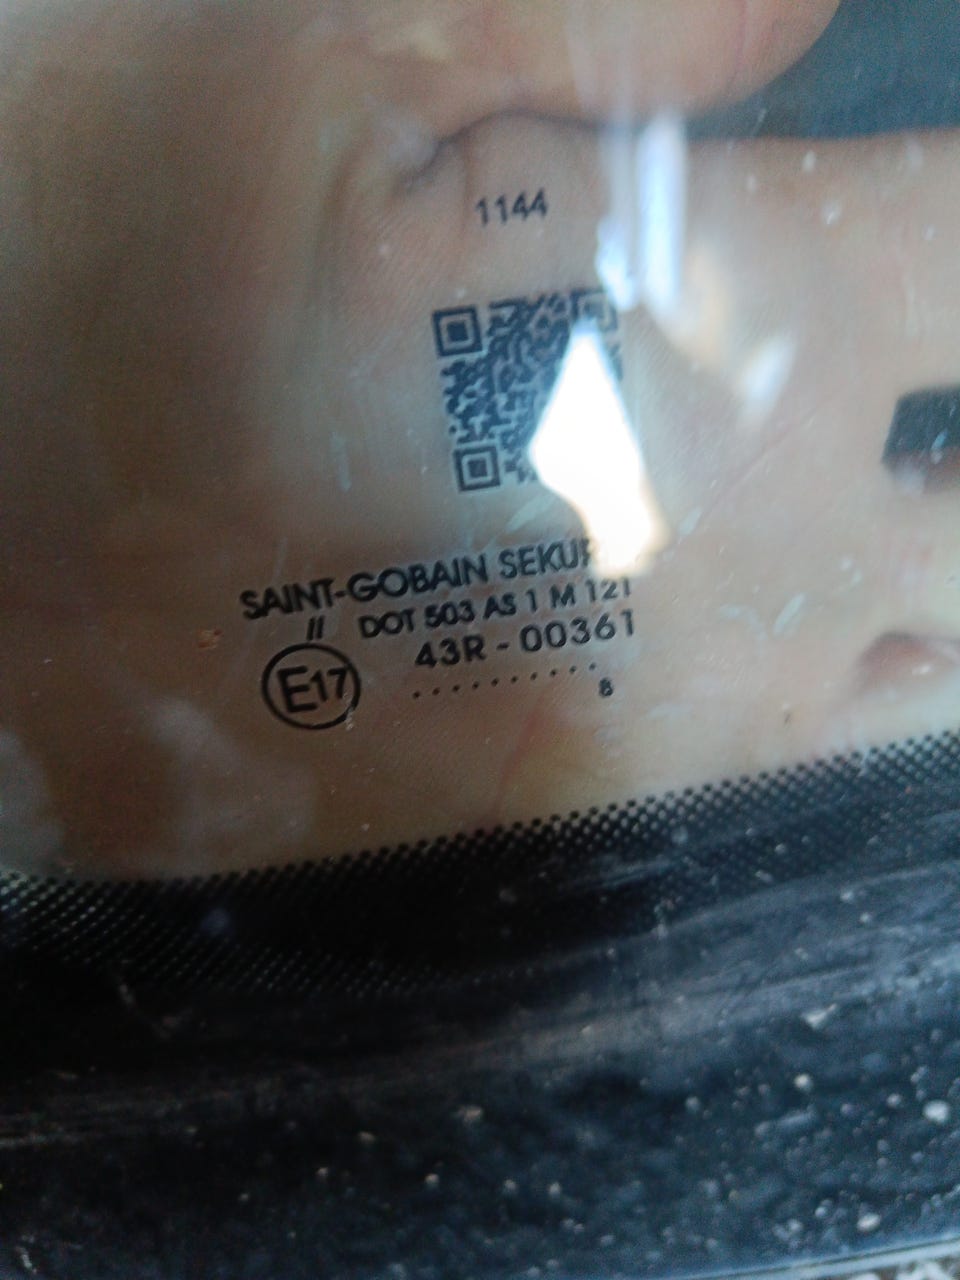 1144
SAINT-GOBAIN
//
DOT 503 AS 1 M 121
43R - 00361
E17
.......... 8